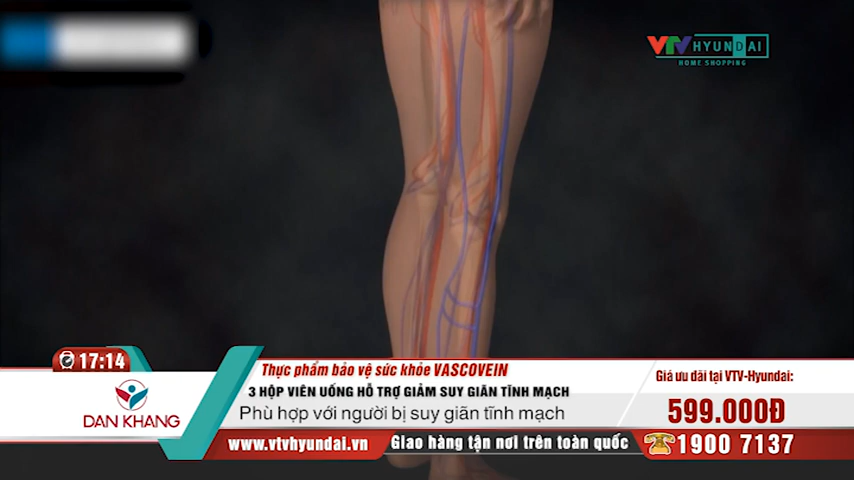 VTV HYUNDAI
HOME SHOPPING
17:14
DAN KHANG
Thực phẩm bảo vệ sức khỏe VASCOVEIN
3 HỘP VIÊN UỐNG HỖ TRỢ GIẢM SUY GIÃN TĨNH MẠCH
Phù hợp với người bị suy giãn tĩnh mạch
Giá ưu đãi tại VTV-Hyundai:
599.000Đ
www.vtvhyundai.vn
Giao hàng tận nơi trên toàn quốc
1900 7137